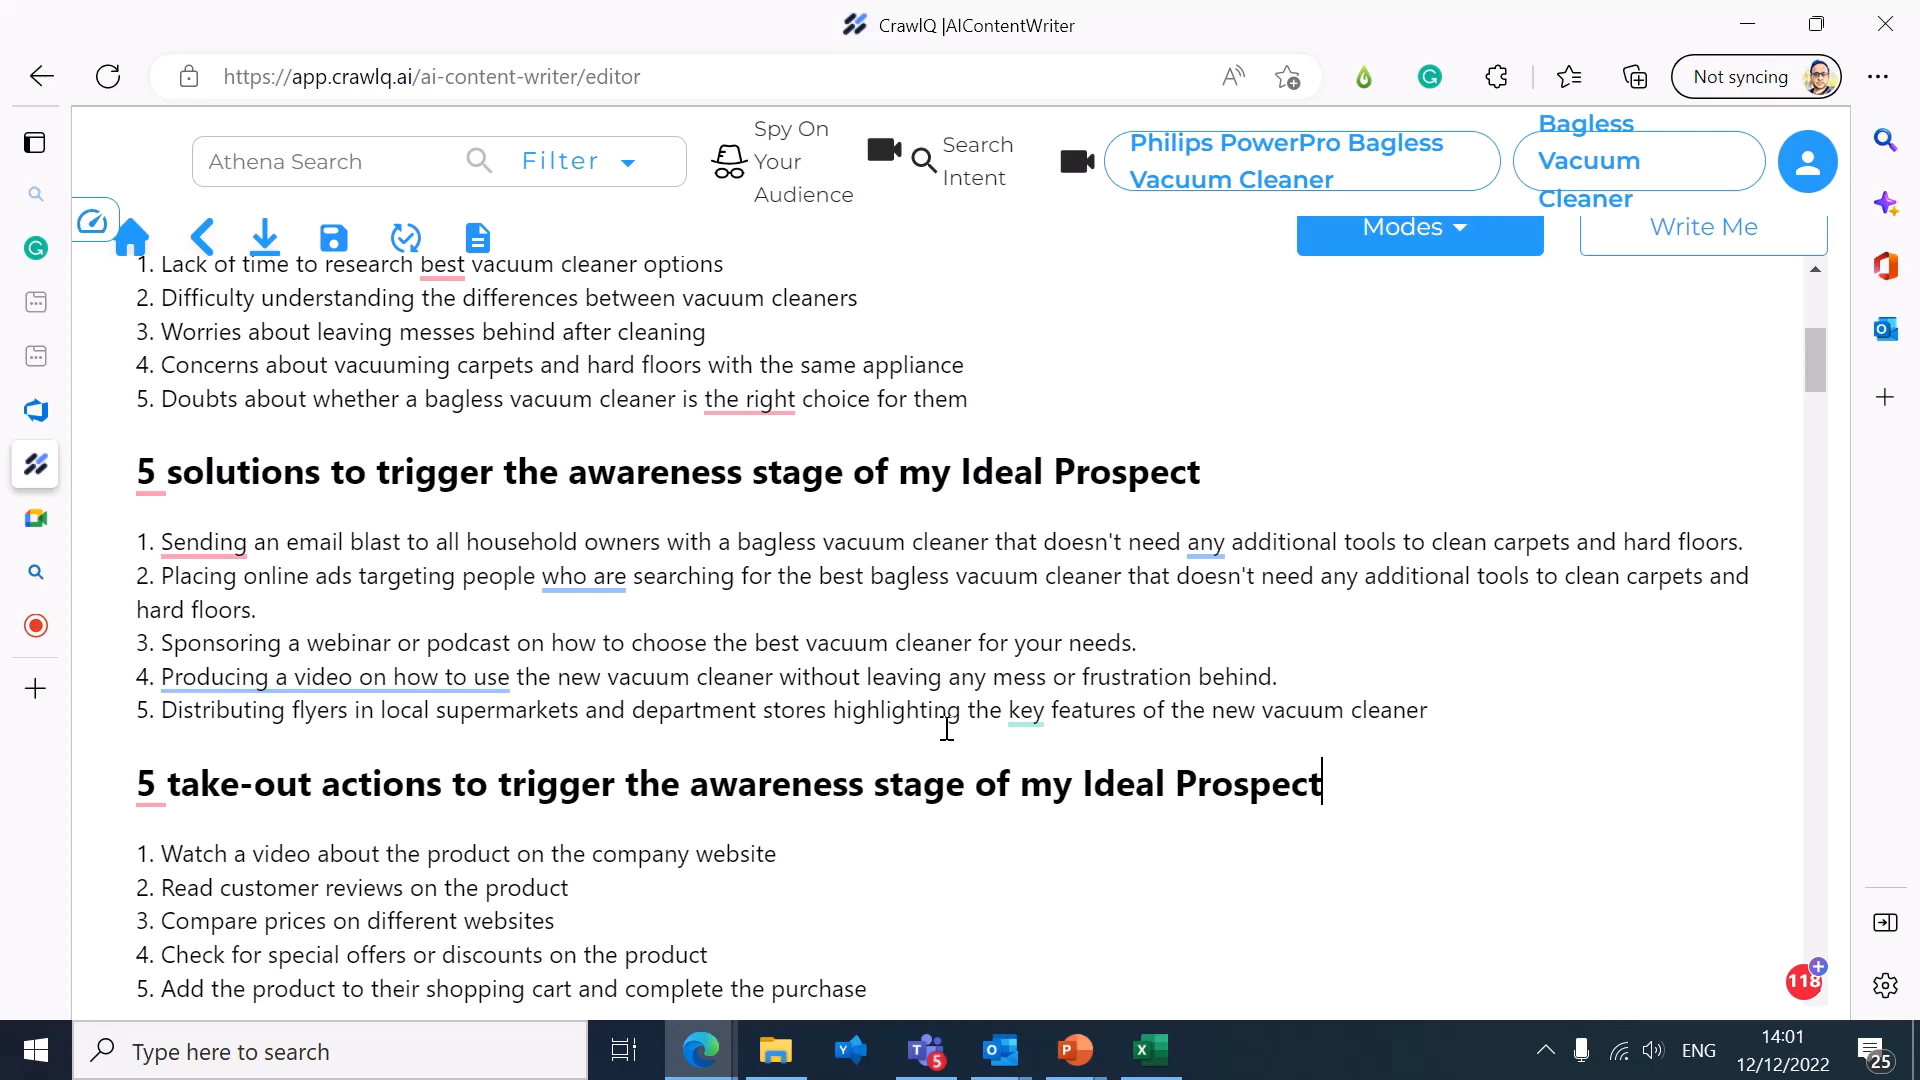 CrawlQ |AIContentWriter
https://app.crawlq.ai/ai-content-writer/editor
Not syncing
Athena Search
Filter
Spy On
Your
Audience
Search
Intent
Philips PowerPro Bagless
Vacuum Cleaner
Bagless
Vacuum
Cleaner
Modes
Write Me
1. Lack of time to research best vacuum cleaner options
2. Difficulty understanding the differences between vacuum cleaners
3. Worries about leaving messes behind after cleaning
4. Concerns about vacuuming carpets and hard floors with the same appliance
5. Doubts about whether a bagless vacuum cleaner is the right choice for them
5 solutions to trigger the awareness stage of my Ideal Prospect
1. Sending an email blast to all household owners with a bagless vacuum cleaner that doesn't need any additional tools to clean carpets and hard floors.
2. Placing online ads targeting people who are searching for the best bagless vacuum cleaner that doesn't need any additional tools to clean carpets and
hard floors.
3. Sponsoring a webinar or podcast on how to choose the best vacuum cleaner for your needs.
4. Producing a video on how to use the new vacuum cleaner without leaving any mess or frustration behind.
5. Distributing flyers in local supermarkets and department stores highlighting the key features of the new vacuum cleaner
5 take-out actions to trigger the awareness stage of my Ideal Prospect
1. Watch a video about the product on the company website
2. Read customer reviews on the product
3. Compare prices on different websites
4. Check for special offers or discounts on the product
5. Add the product to their shopping cart and complete the purchase
118
Type here to search
5
ENG
14:01
12/12/2022
25